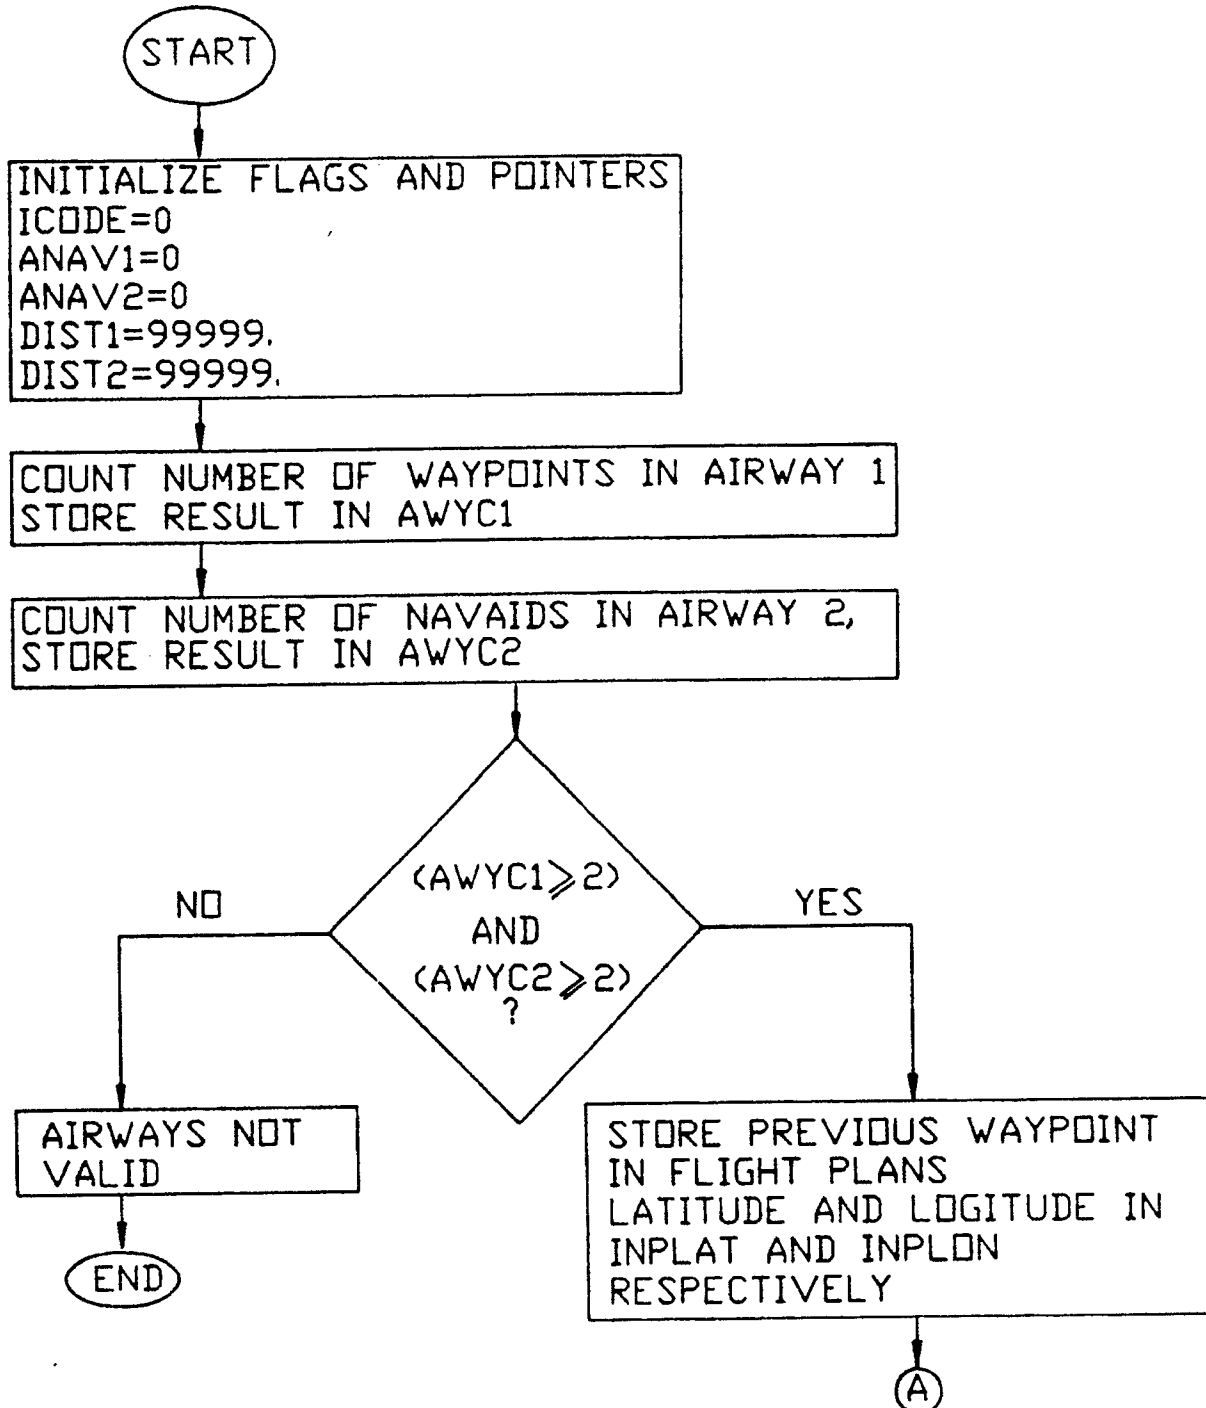 START
INITIALIZE FLAGS AND POINTERS
ICODE=0
ANAV1=0
ANAV2=0
DIST1=99999.
DIST2=99999.
COUNT NUMBER OF WAYPOINTS IN AIRWAY 1
STORE RESULT IN AWYC1
COUNT NUMBER OF NAVAIDS IN AIRWAY 2,
STORE RESULT IN AWYC2
(AWYC1⩾2)
AND
(AWYC2⩾2)
?
NO
YES
AIRWAYS NOT
VALID
END
STORE PREVIOUS WAYPOINT
IN FLIGHT PLANS
LATITUDE AND LOGITUDE IN
INPLAT AND INPLON
RESPECTIVELY
A